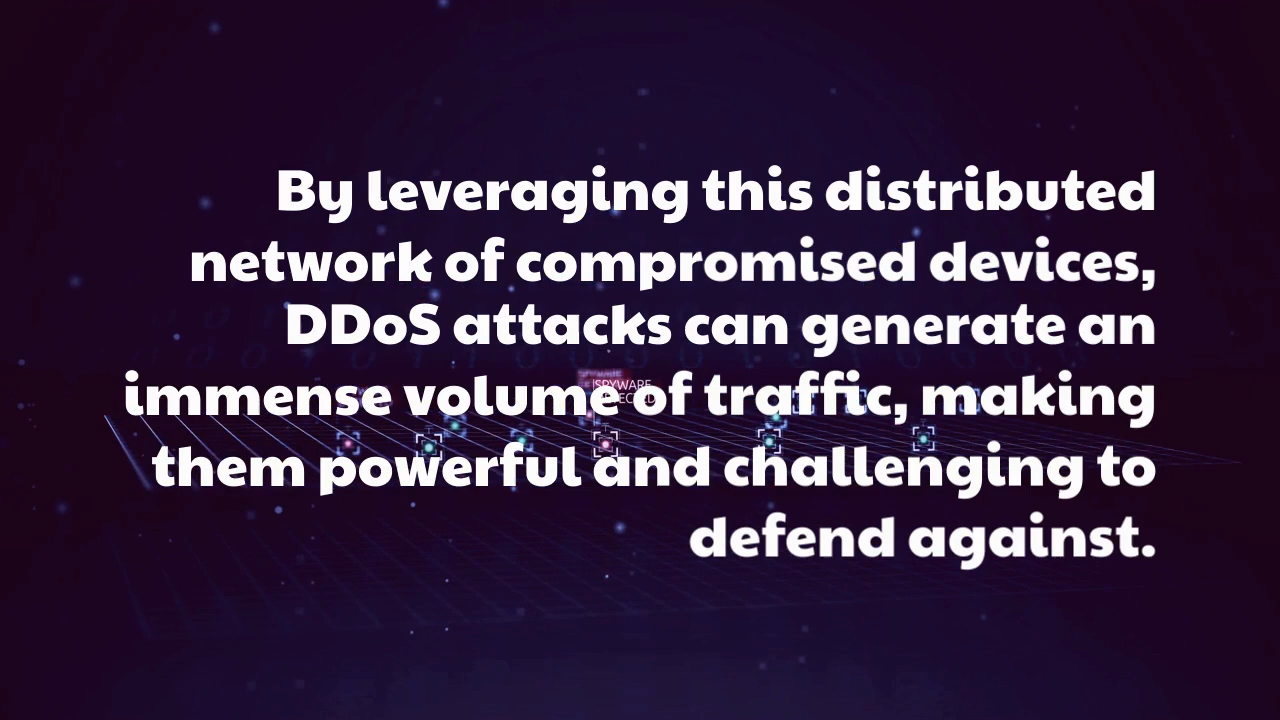 By leveraging this distributed
network of compromised devices,
DDoS attacks can generate an
immense volume of traffic, making
them powerful and challenging to
defend against.
SPYWARE